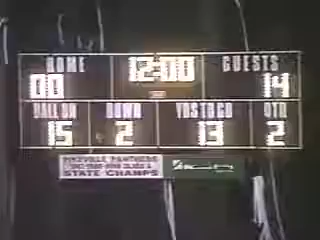 HOME 12:00 GUESTS
00 14
BALL ON DOWN YDS TO GO QTR
15 2 13 2
PANTHERS
STATE CHAMPS